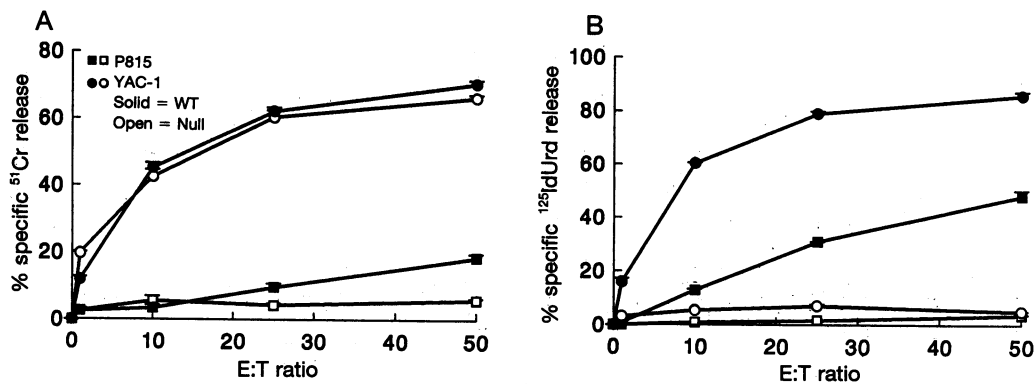 A
% specific ⁵¹Cr release
80
60
40
20
0
P815
YAC-1
Solid = WT
Open = Null
0 10 20 30 40 50
E:T ratio
B
% specific ¹²⁵IdUrd release
100
80
60
40
20
0
0 10 20 30 40 50
E:T ratio